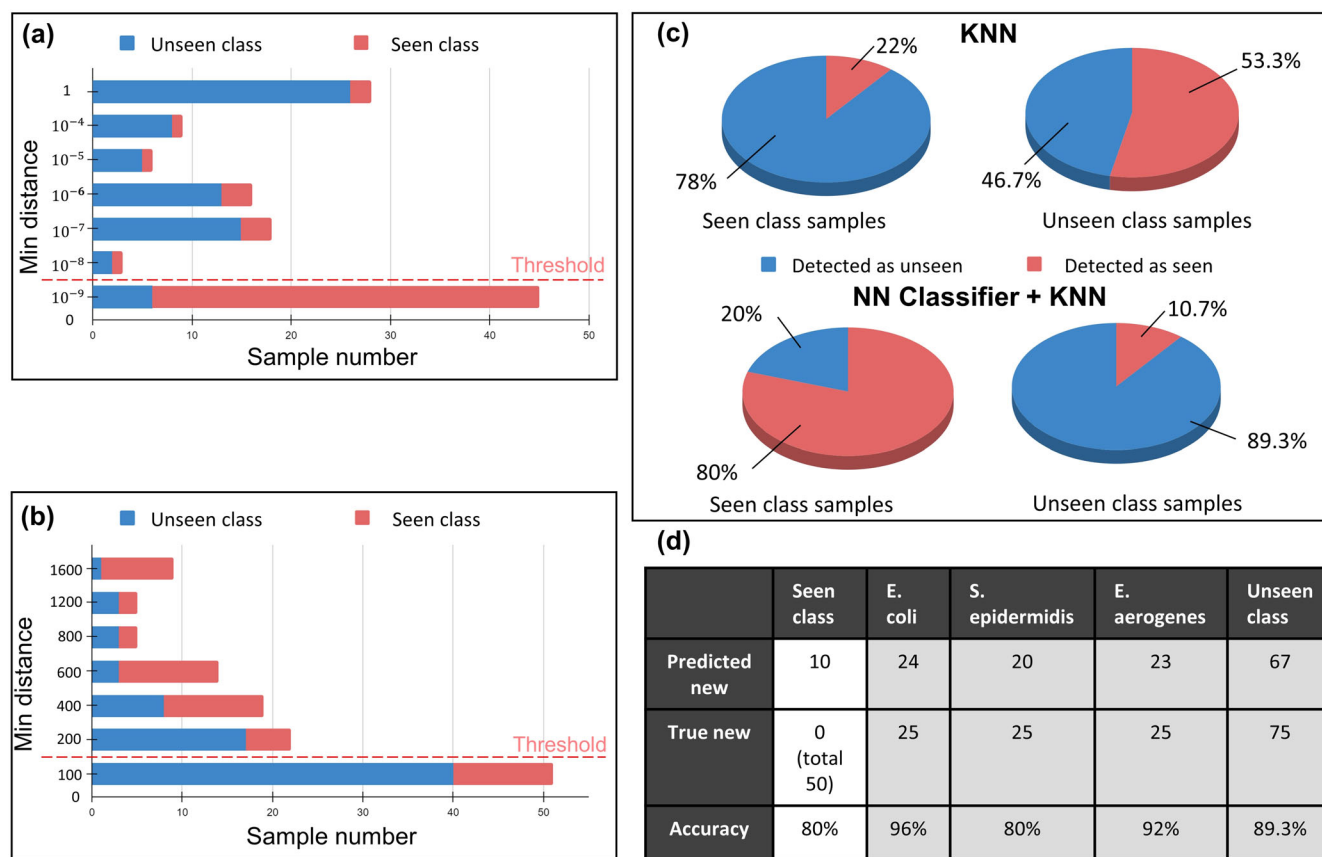 (a)
Unseen class Seen class
1
10⁻⁴
10⁻⁵
10⁻⁶
10⁻⁷
10⁻⁸
Threshold
10⁻⁹
0
0 10 20 30 40 50
Min distance
Sample number
(b)
Unseen class Seen class
1600
1200
800
600
400
200
Threshold
100
0
0 10 20 30 40 50
Min distance
Sample number
(c)
KNN
22%
78%
Seen class samples
53.3%
46.7%
Unseen class samples
Detected as unseen Detected as seen
NN Classifier + KNN
20%
80%
Seen class samples
10.7%
89.3%
Unseen class samples
(d)
Seen E. S. E. Unseen
class coli epidermidis aerogenes class
Predicted 10 24 20 23 67
new
True new 0 25 25 25 75
(total
50)
Accuracy 80% 96% 80% 92% 89.3%